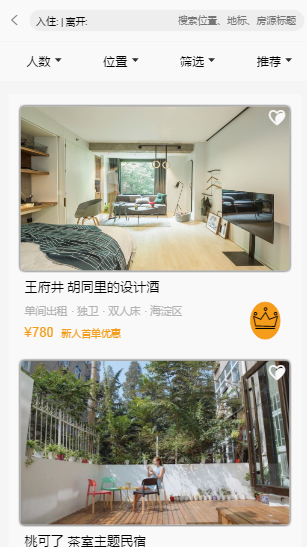 入住: | 离开: 搜索位置、地标、房源标题
人数 位置 筛选 推荐
王府井 胡同里的设计酒
单间出租 · 独卫 · 双人床 · 海淀区
¥780 新人首单优惠
桃可了 茶室主题民宿